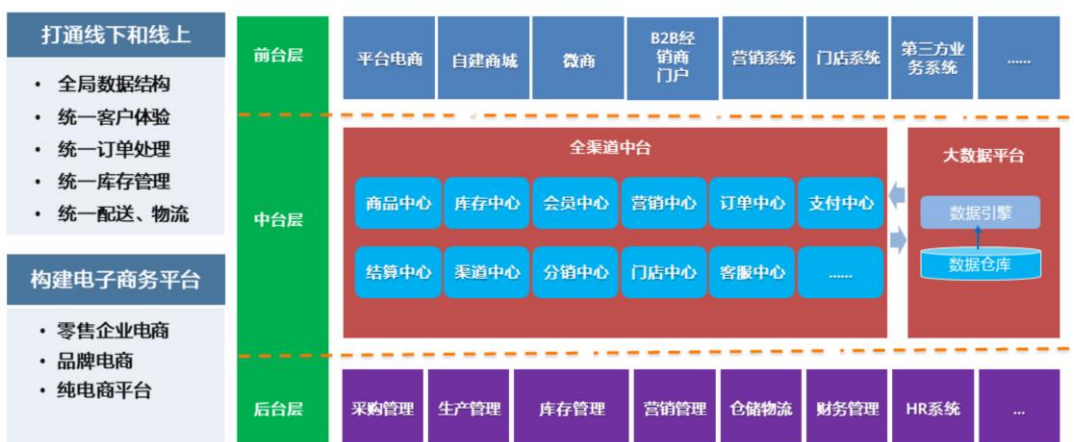 打通线下和线上
• 全局数据结构
• 统一客户体验
• 统一订单处理
• 统一库存管理
• 统一配送、物流
构建电子商务平台
• 零售企业电商
• 品牌电商
• 纯电商平台
前台层
平台电商
自建商城
微商
B2B经
销商
门户
营销系统
门店系统
第三方业
务系统
......
中台层
全渠道中台
商品中心
库存中心
会员中心
营销中心
订单中心
支付中心
结算中心
渠道中心
分销中心
门店中心
客服中心
......
大数据平台
数据引擎
数据仓库
后台层
采购管理
生产管理
库存管理
营销管理
仓储物流
财务管理
HR系统
...